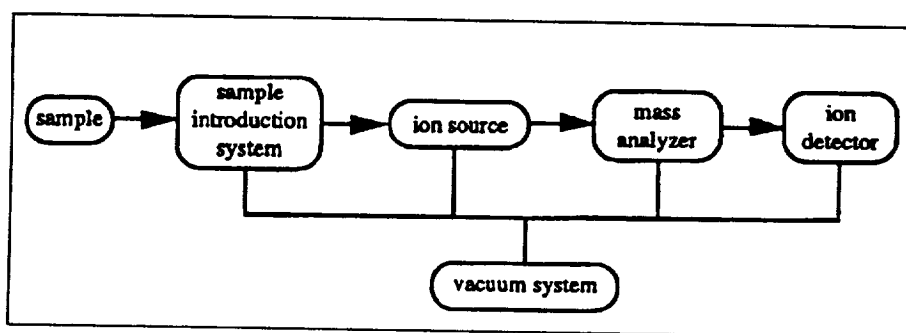 sample
sample
introduction
system
ion source
mass
analyzer
ion
detector
vacuum system